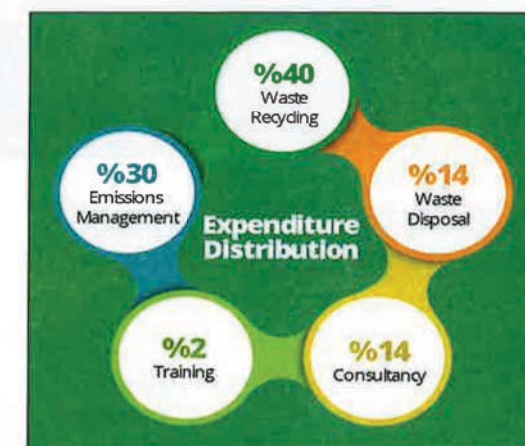 %40
Waste
Recycling
%30
Emissions
Management
%14
Waste
Disposal
Expenditure
Distribution
%2
Training
%14
Consultancy